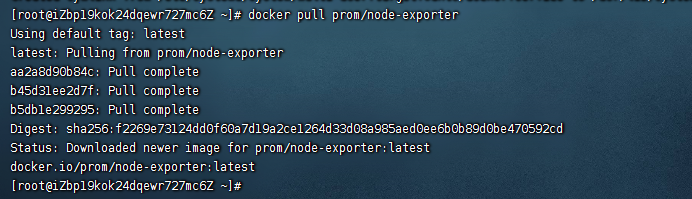 [root@iZbp19kok24dqewr727mc6Z ~]# docker pull prom/node-exporter
Using default tag: latest
latest: Pulling from prom/node-exporter
aa2a8d90b84c: Pull complete
b45d31ee2d7f: Pull complete
b5db1e299295: Pull complete
Digest: sha256:f2269e73124dd0f60a7d19a2ce1264d33d08a985aed0ee6b0b89d0be470592cd
Status: Downloaded newer image for prom/node-exporter:latest
docker.io/prom/node-exporter:latest
[root@iZbp19kok24dqewr727mc6Z ~]#